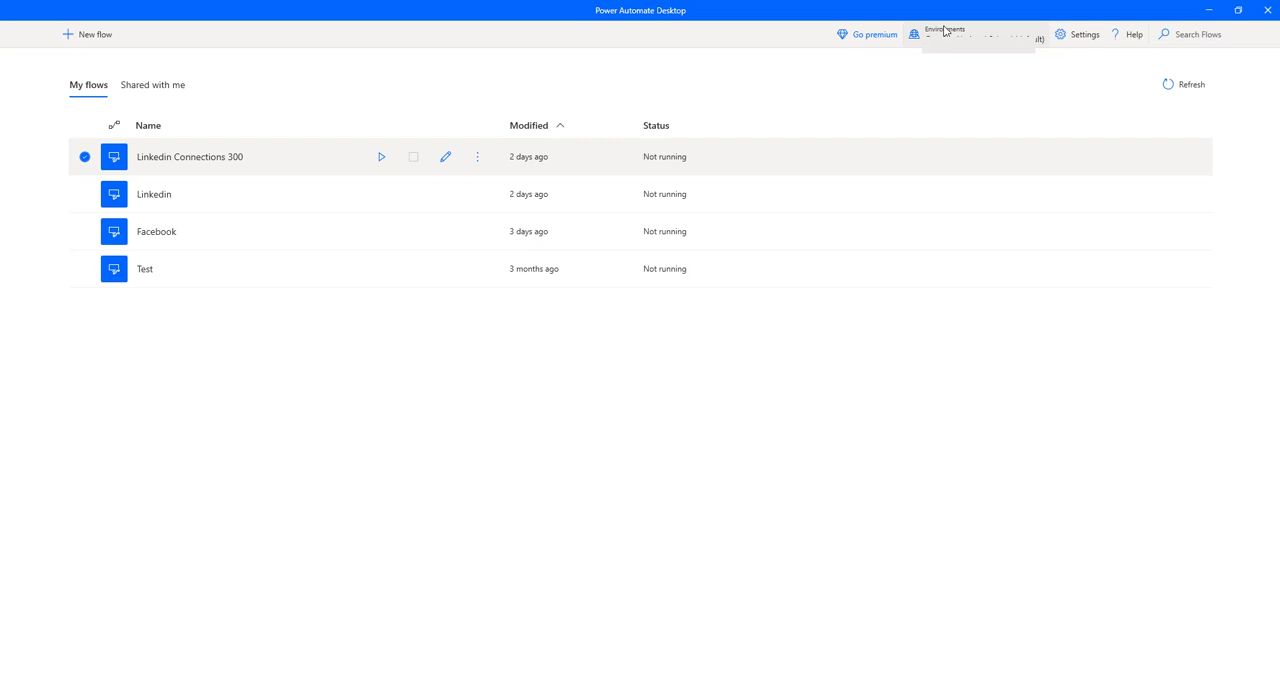 Power Automate Desktop
New flow
Go premium
Environments
Settings
Help
Search Flows
My flows
Shared with me
Refresh
Name Modified Status
Linkedin Connections 300 2 days ago Not running
Linkedin 2 days ago Not running
Facebook 3 days ago Not running
Test 3 months ago Not running